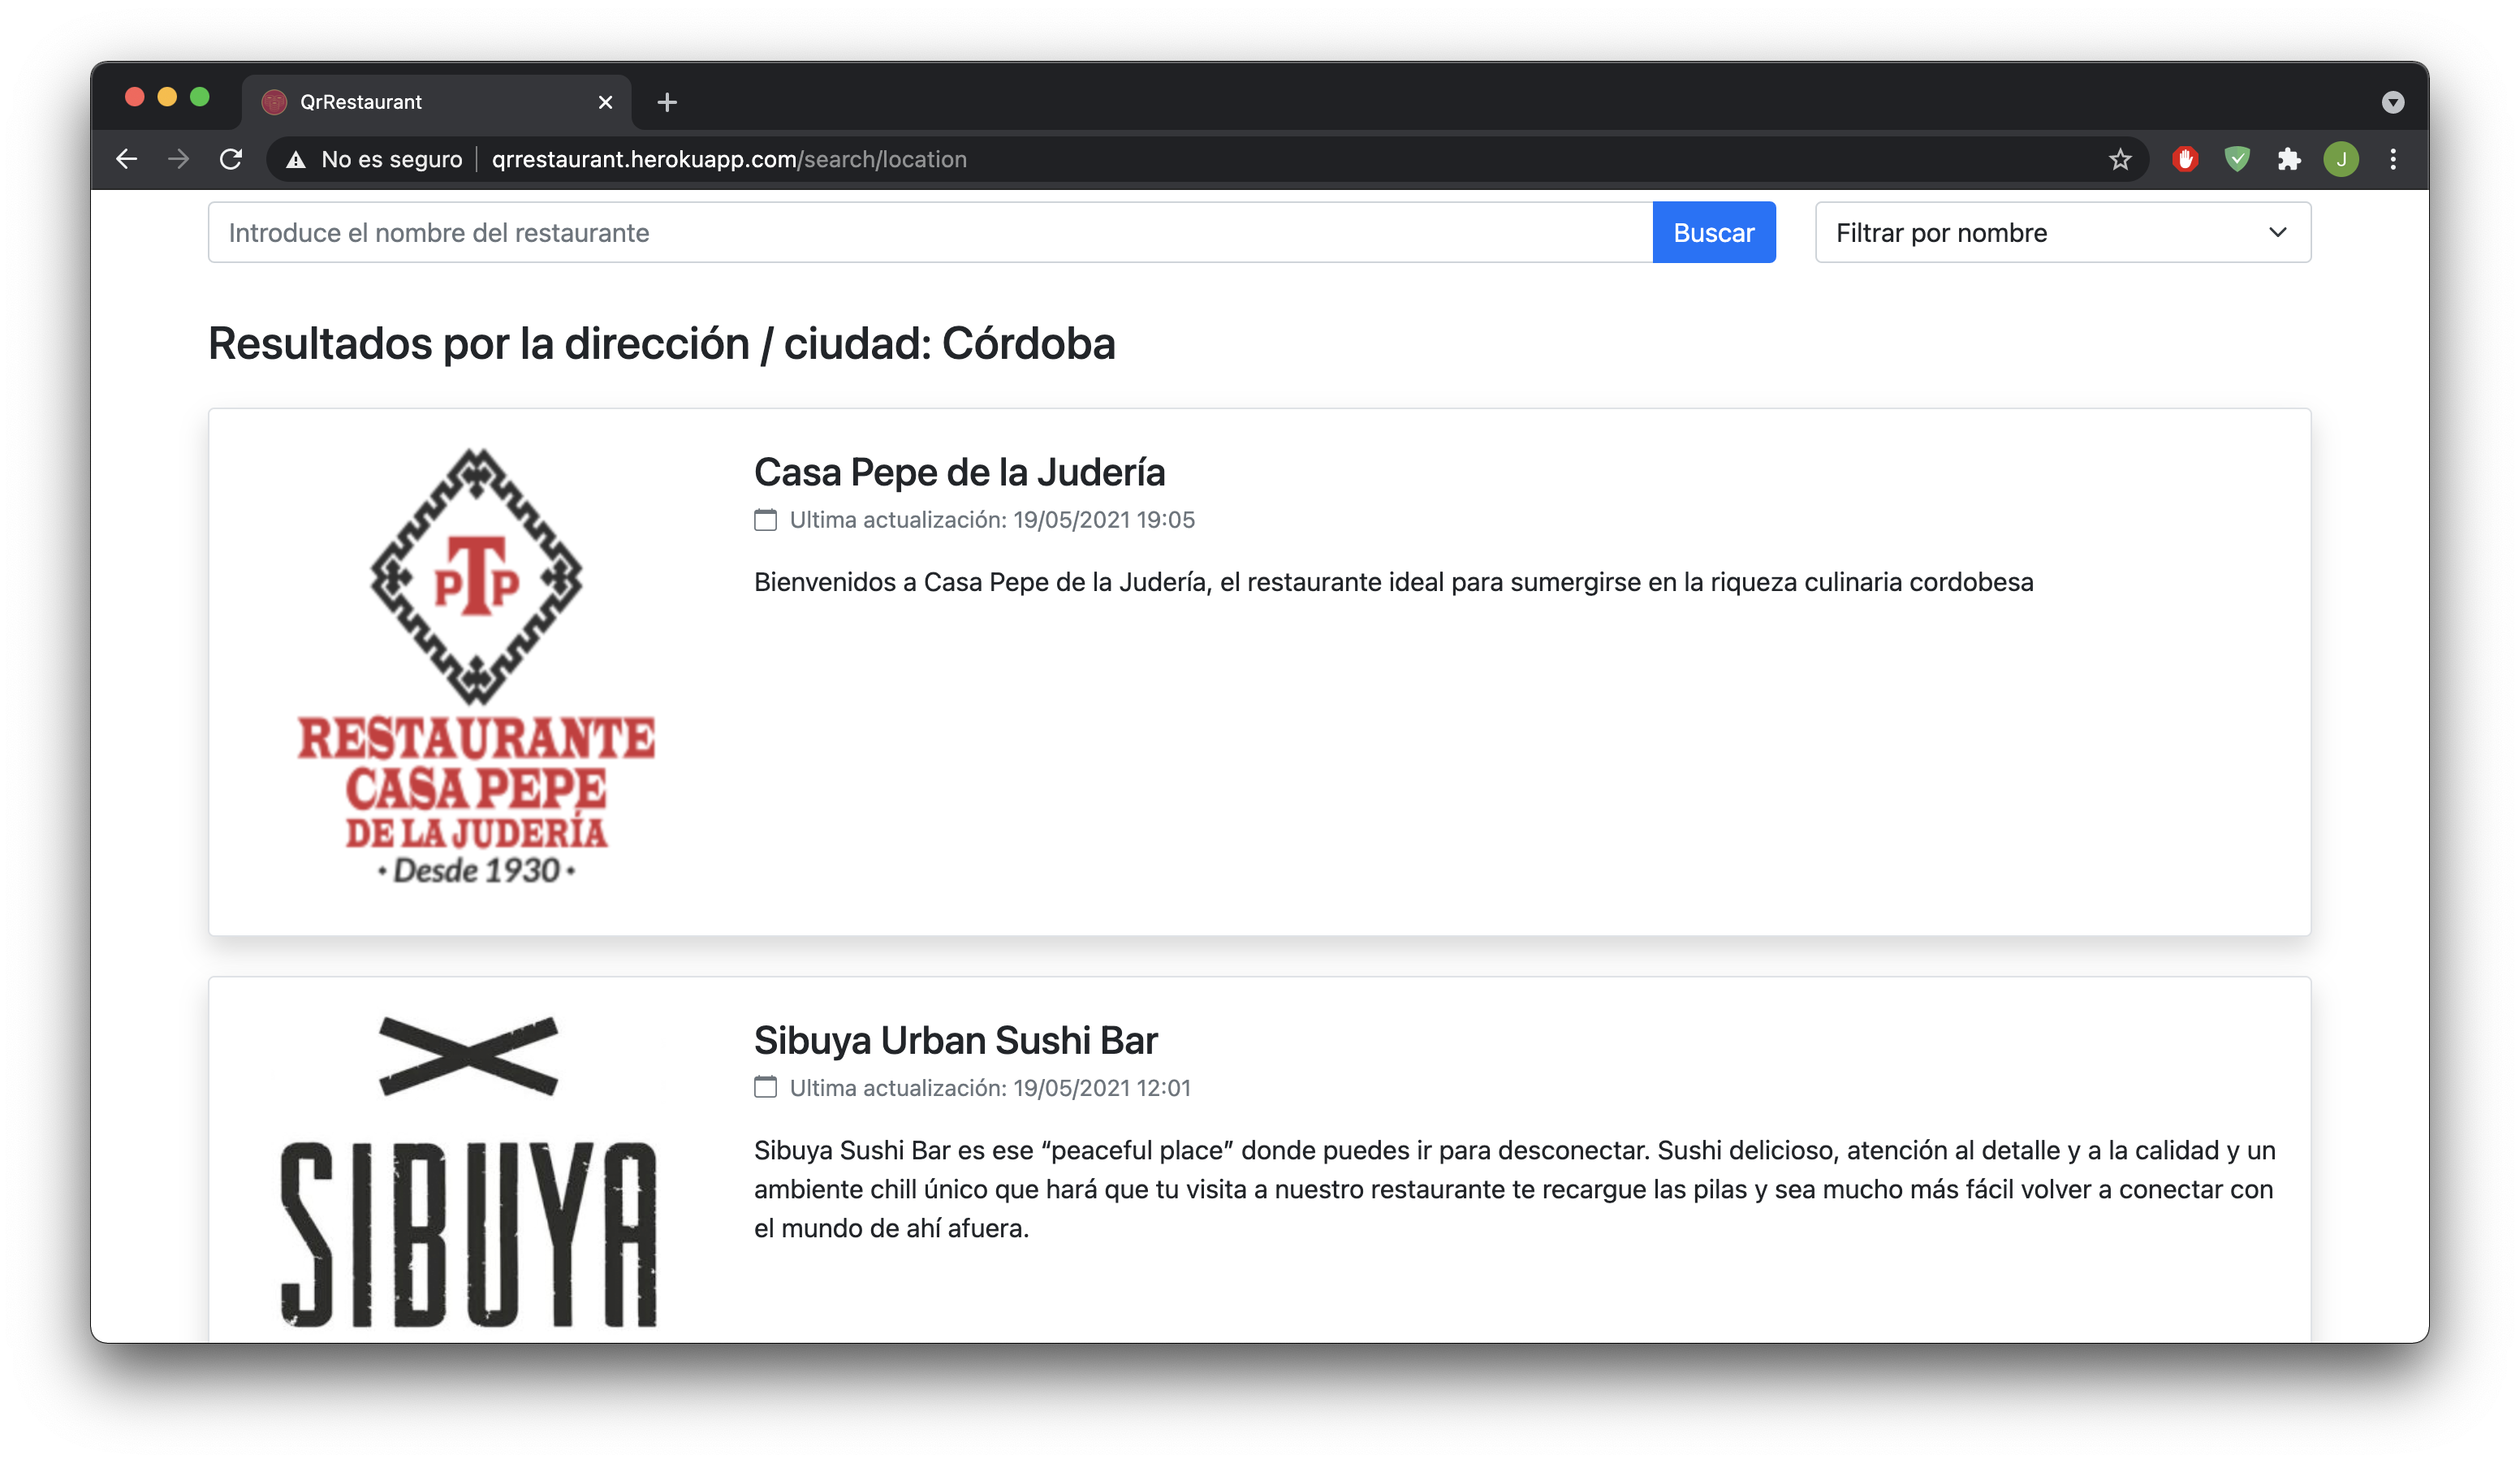 QrRestaurant
No es seguro qrrestaurant.herokuapp.com/search/location
J
Introduce el nombre del restaurante
Buscar
Filtrar por nombre
Resultados por la dirección / ciudad: Córdoba
PTP
RESTAURANTE
CASA PEPE
DE LA JUDERÍA
· Desde 1930 ·
Casa Pepe de la Judería
Ultima actualización: 19/05/2021 19:05
Bienvenidos a Casa Pepe de la Judería, el restaurante ideal para sumergirse en la riqueza culinaria cordobesa
SIBUYA
Sibuya Urban Sushi Bar
Ultima actualización: 19/05/2021 12:01
Sibuya Sushi Bar es ese “peaceful place” donde puedes ir para desconectar. Sushi delicioso, atención al detalle y a la calidad y un
ambiente chill único que hará que tu visita a nuestro restaurante te recargue las pilas y sea mucho más fácil volver a conectar con
el mundo de ahí afuera.